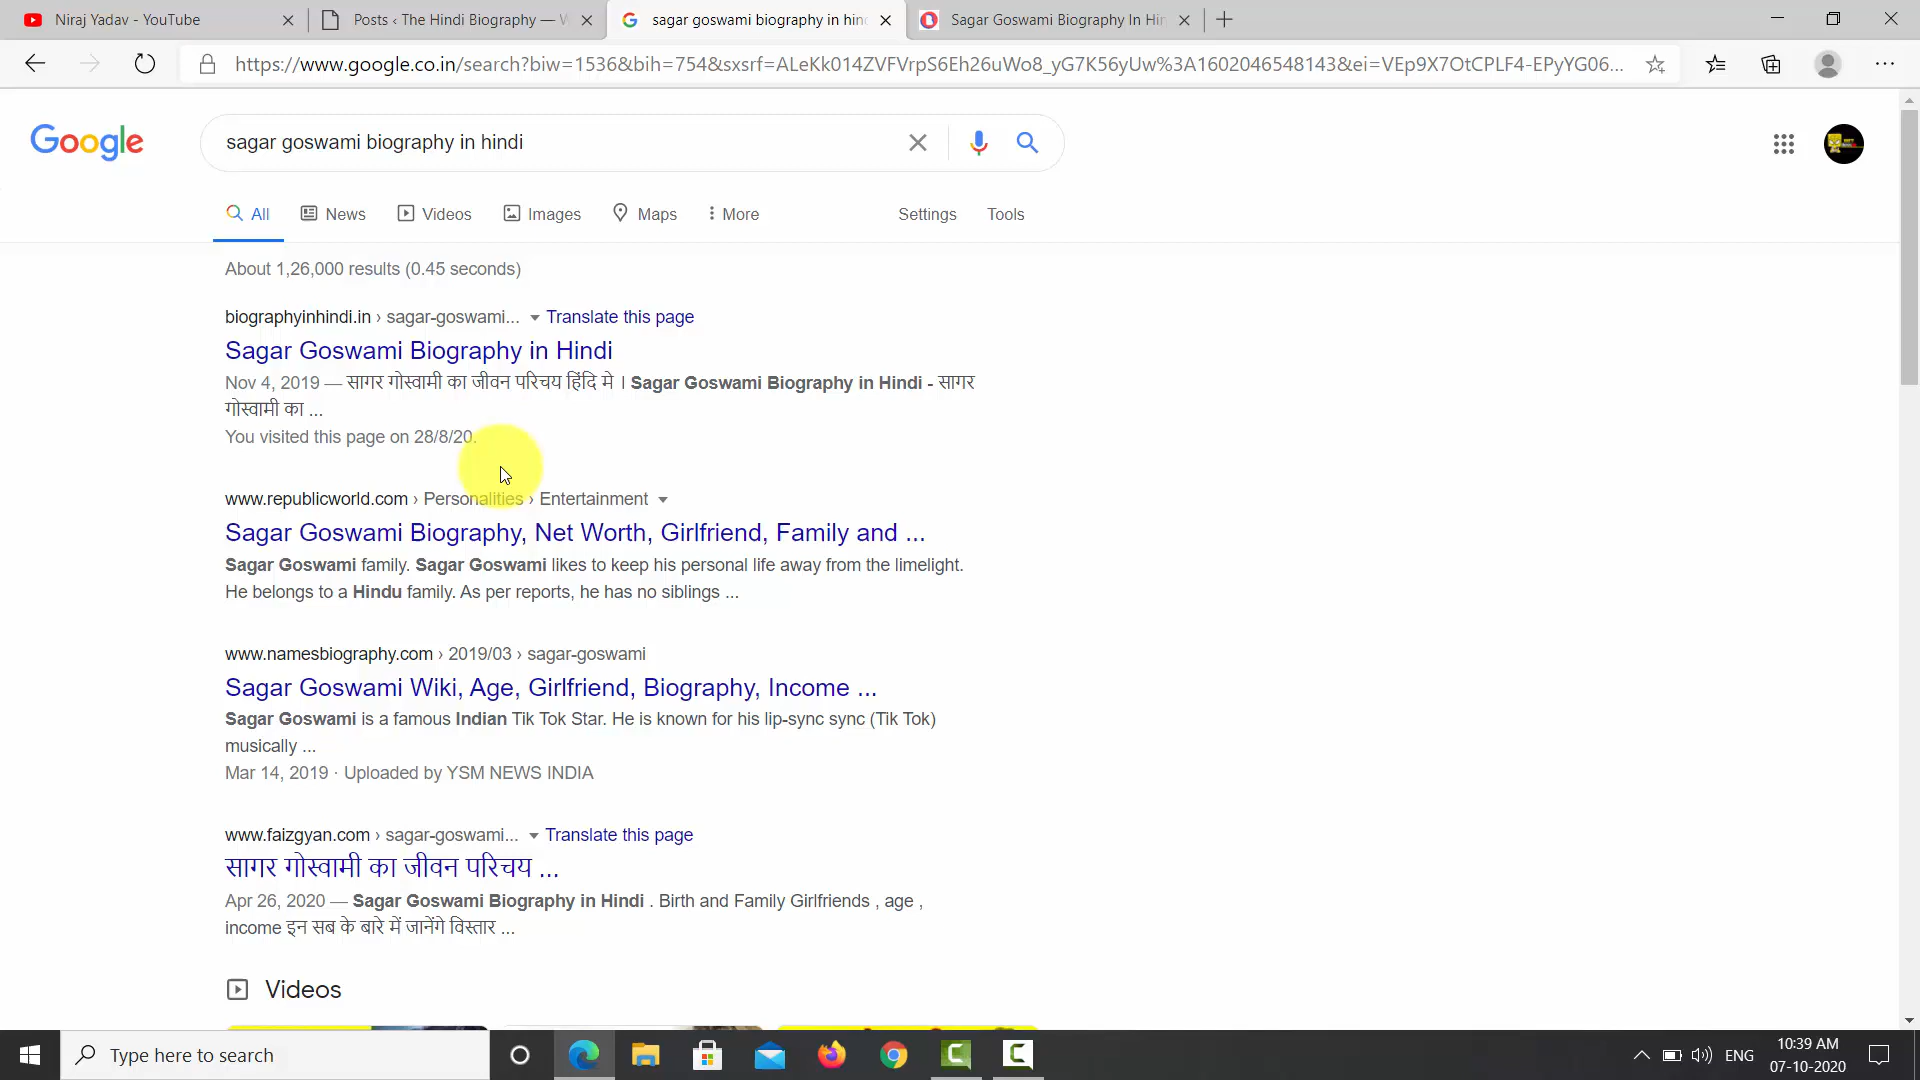 Niraj Yadav - YouTube
Posts ‹ The Hindi Biography — W
sagar goswami biography in hin
Sagar Goswami Biography In Hin
https://www.google.co.in/search?biw=1536&bih=754&sxsrf=ALeKk014ZVFVrpS6Eh26uWo8_yG7K56yUw%3A1602046548143&ei=VEp9X7OtCPLF4-EPyYG06...
Google
sagar goswami biography in hindi
All News Videos Images Maps More Settings Tools
About 1,26,000 results (0.45 seconds)
biographyinhindi.in › sagar-goswami... Translate this page
Sagar Goswami Biography in Hindi
Nov 4, 2019 — सागर गोस्वामी का जीवन परिचय हिंदि मे । Sagar Goswami Biography in Hindi - सागर
गोस्वामी का ...
You visited this page on 28/8/20.
www.republicworld.com › Personalities › Entertainment
Sagar Goswami Biography, Net Worth, Girlfriend, Family and ...
Sagar Goswami family. Sagar Goswami likes to keep his personal life away from the limelight.
He belongs to a Hindu family. As per reports, he has no siblings ...
www.namesbiography.com › 2019/03 › sagar-goswami
Sagar Goswami Wiki, Age, Girlfriend, Biography, Income ...
Sagar Goswami is a famous Indian Tik Tok Star. He is known for his lip-sync sync (Tik Tok)
musically ...
Mar 14, 2019 · Uploaded by YSM NEWS INDIA
www.faizgyan.com › sagar-goswami... Translate this page
सागर गोस्वामी का जीवन परिचय ...
Apr 26, 2020 — Sagar Goswami Biography in Hindi . Birth and Family Girlfriends , age ,
income इन सब के बारे में जानेंगे विस्तार ...
Videos
Type here to search
ENG
10:39 AM
07-10-2020